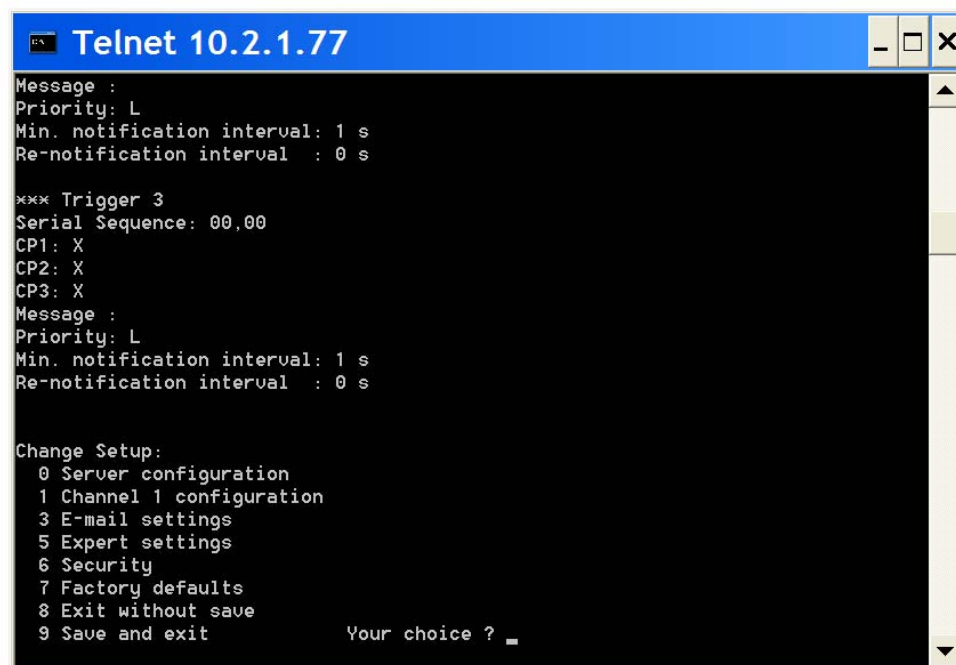 Telnet 10.2.1.77
Message :
Priority: L
Min. notification interval: 1 s
Re-notification interval  : 0 s
*** Trigger 3
Serial Sequence: 00,00
CP1: X
CP2: X
CP3: X
Message :
Priority: L
Min. notification interval: 1 s
Re-notification interval  : 0 s
Change Setup:
  0 Server configuration
  1 Channel 1 configuration
  3 E-mail settings
  5 Expert settings
  6 Security
  7 Factory defaults
  8 Exit without save
  9 Save and exit            Your choice ? _